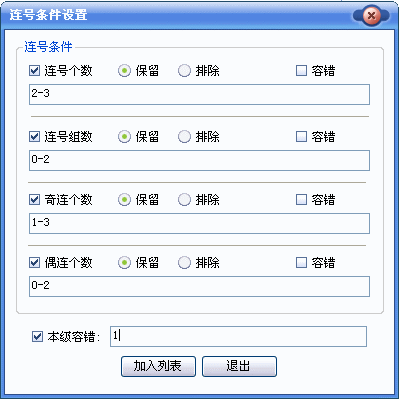 连号条件设置
连号条件
连号个数 保留 排除 容错
2-3
连号组数 保留 排除 容错
0-2
奇连个数 保留 排除 容错
1-3
偶连个数 保留 排除 容错
0-2
本级容错: 1
加入列表 退出